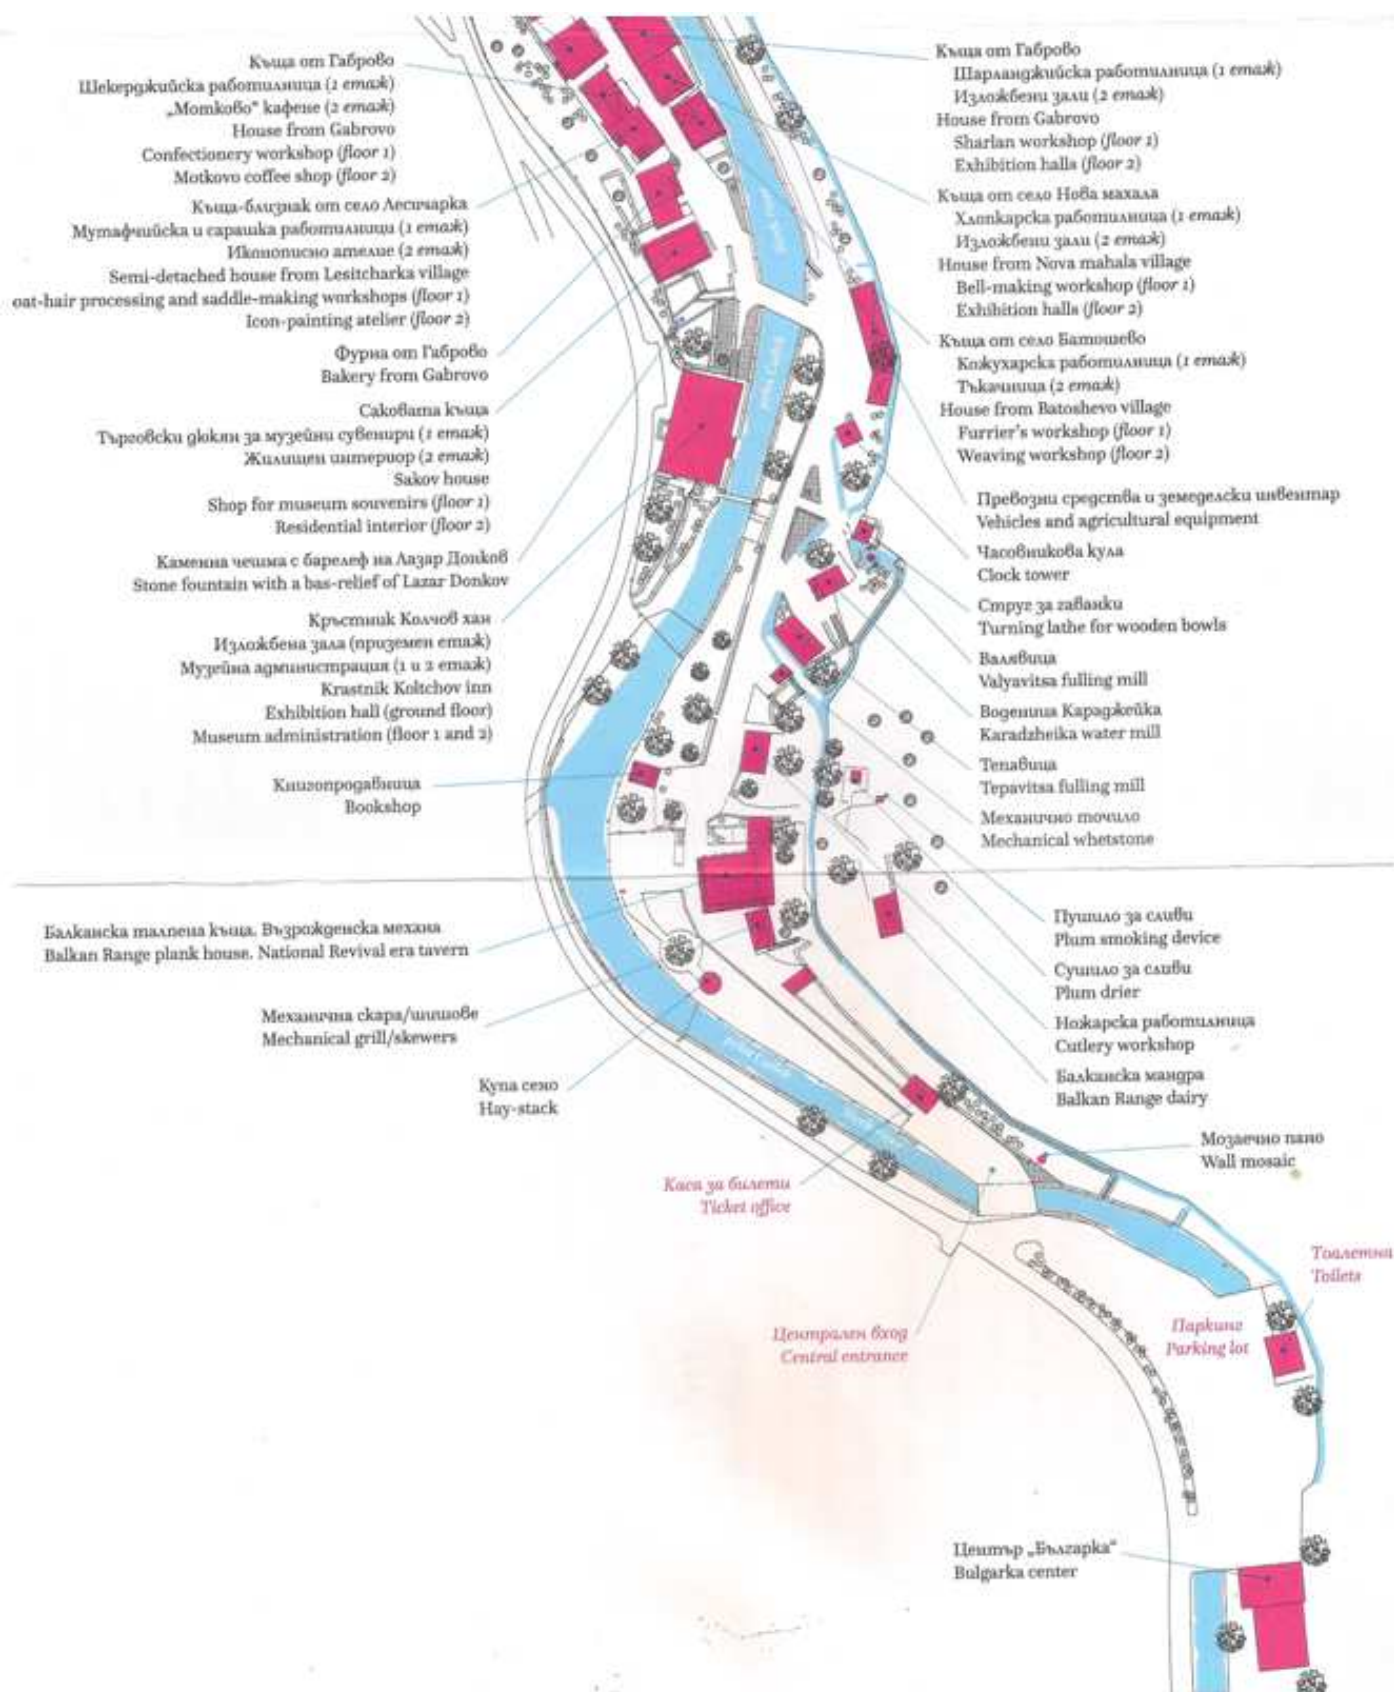 Къща от Габрово
Шекерджийска работилница (1 етаж)
„Мотково“ кафене (2 етаж)
House from Gabrovo
Confectionery workshop (floor 1)
Motkovo coffee shop (floor 2)
Къща-близнак от село Лесичарка
Мутафчийска и сарашка работилници (1 етаж)
Иконописно ателие (2 етаж)
Semi-detached house from Lesitcharka village
oat-hair processing and saddle-making workshops (floor 1)
Icon-painting atelier (floor 2)
Фурна от Габрово
Bakery from Gabrovo
Саковата къща
Търговски дюкян за музейни сувенири (1 етаж)
Жилищен интериор (2 етаж)
Sakov house
Shop for museum souvenirs (floor 1)
Residential interior (floor 2)
Каменна чешма с барелеф на Лазар Донков
Stone fountain with a bas-relief of Lazar Donkov
Кръстник Колчов хан
Изложбена зала (приземен етаж)
Музейна администрация (1 и 2 етаж)
Krastnik Koltchov inn
Exhibition hall (ground floor)
Museum administration (floor 1 and 2)
Книгопродавница
Bookshop
Балканска талпена къща. Възрожденска механа
Balkan Range plank house. National Revival era tavern
Механична скара/шишове
Mechanical grill/skewers
Купа сено
Hay-stack
Каса за билети
Ticket office
Централен вход
Central entrance
Къща от Габрово
Шарланджийска работилница (1 етаж)
Изложбени зали (2 етаж)
House from Gabrovo
Sharlan workshop (floor 1)
Exhibition halls (floor 2)
Къща от село Нова махала
Хлопкарска работилница (1 етаж)
Изложбени зали (2 етаж)
House from Nova mahala village
Bell-making workshop (floor 1)
Exhibition halls (floor 2)
Къща от село Батошево
Кожухарска работилница (1 етаж)
Тъкачница (2 етаж)
House from Batoshevo village
Furrier's workshop (floor 1)
Weaving workshop (floor 2)
Превозни средства и земеделски инвентар
Vehicles and agricultural equipment
Часовникова кула
Clock tower
Струг за гаванки
Turning lathe for wooden bowls
Валявица
Valyavitsa fulling mill
Воденица Караджейка
Karadzheika water mill
Тепавица
Tepavitsa fulling mill
Механично точило
Mechanical whetstone
Пушило за сливи
Plum smoking device
Сушило за сливи
Plum drier
Ножарска работилница
Cutlery workshop
Балканска мандра
Balkan Range dairy
Мозаечно пано
Wall mosaic
Тоалетна
Toilets
Паркинг
Parking lot
Център „Българка“
Bulgarka center